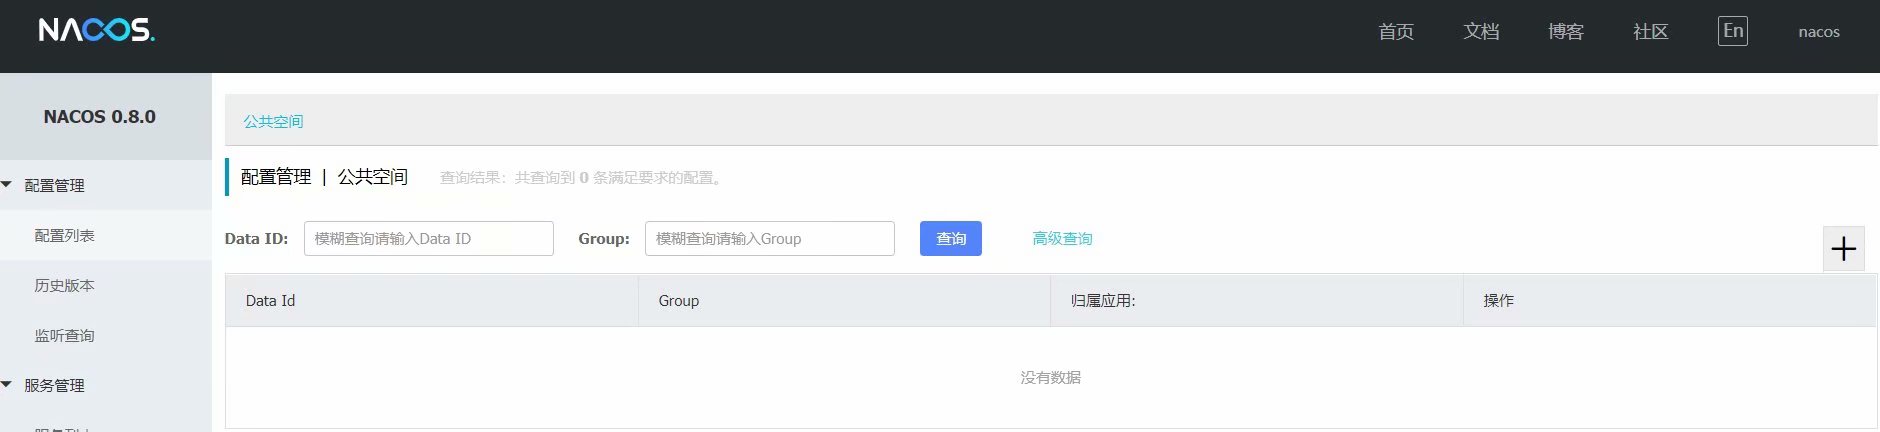 NACOS.
首页 文档 博客 社区 En nacos
NACOS 0.8.0
配置管理
配置列表
历史版本
监听查询
服务管理
公共空间
配置管理 | 公共空间 查询结果：共查询到 0 条满足要求的配置。
Data ID: 模糊查询请输入Data ID Group: 模糊查询请输入Group 查询 高级查询
Data Id Group 归属应用: 操作
没有数据